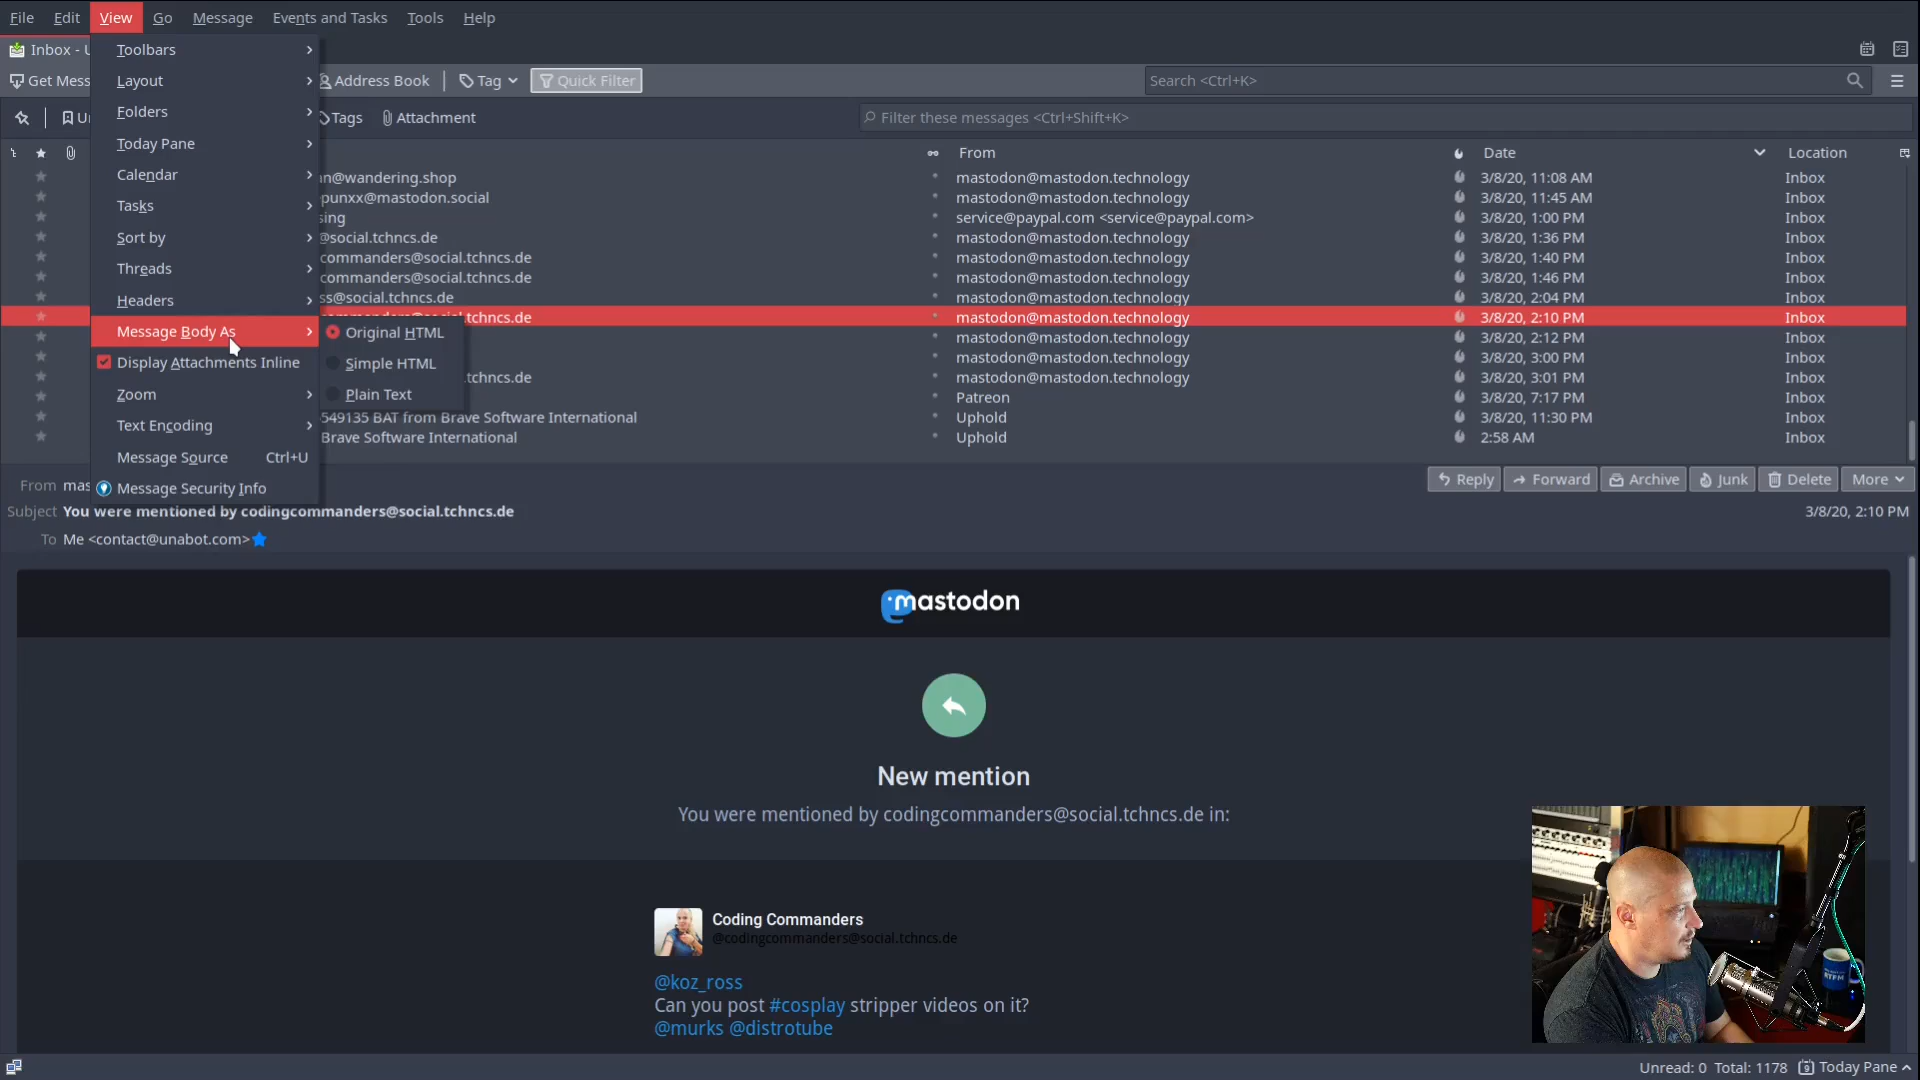 File Edit View Go Message Events and Tasks Tools Help
Inbox - U
Get Mess Address Book Tag Quick Filter Search <Ctrl+K>
Un Tags Attachment Filter these messages <Ctrl+Shift+K>
From Date Location
Toolbars
Layout
Folders
Today Pane
Calendar
Tasks
Sort by
Threads
Headers
Message Body As
Display Attachments Inline
Zoom
Text Encoding
Message Source Ctrl+U
Message Security Info
Original HTML
Simple HTML
Plain Text
n@wandering.shop mastodon@mastodon.technology 3/8/20, 11:08 AM Inbox
punxx@mastodon.social mastodon@mastodon.technology 3/8/20, 11:45 AM Inbox
sing service@paypal.com <service@paypal.com> 3/8/20, 1:00 PM Inbox
@social.tchncs.de mastodon@mastodon.technology 3/8/20, 1:36 PM Inbox
commanders@social.tchncs.de mastodon@mastodon.technology 3/8/20, 1:40 PM Inbox
commanders@social.tchncs.de mastodon@mastodon.technology 3/8/20, 1:46 PM Inbox
ss@social.tchncs.de mastodon@mastodon.technology 3/8/20, 2:04 PM Inbox
commanders@social.tchncs.de mastodon@mastodon.technology 3/8/20, 2:10 PM Inbox
mastodon@mastodon.technology 3/8/20, 2:12 PM Inbox
mastodon@mastodon.technology 3/8/20, 3:00 PM Inbox
.tchncs.de mastodon@mastodon.technology 3/8/20, 3:01 PM Inbox
Patreon 3/8/20, 7:17 PM Inbox
549135 BAT from Brave Software International Uphold 3/8/20, 11:30 PM Inbox
Brave Software International Uphold 2:58 AM Inbox
From mas Reply Forward Archive Junk Delete More
Subject You were mentioned by codingcommanders@social.tchncs.de 3/8/20, 2:10 PM
To Me <contact@unabot.com>
mastodon
New mention
You were mentioned by codingcommanders@social.tchncs.de in:
Coding Commanders
@codingcommanders@social.tchncs.de
@koz_ross
Can you post #cosplay stripper videos on it?
@murks @distrotube
RTFM
Unread: 0 Total: 1178 Today Pane